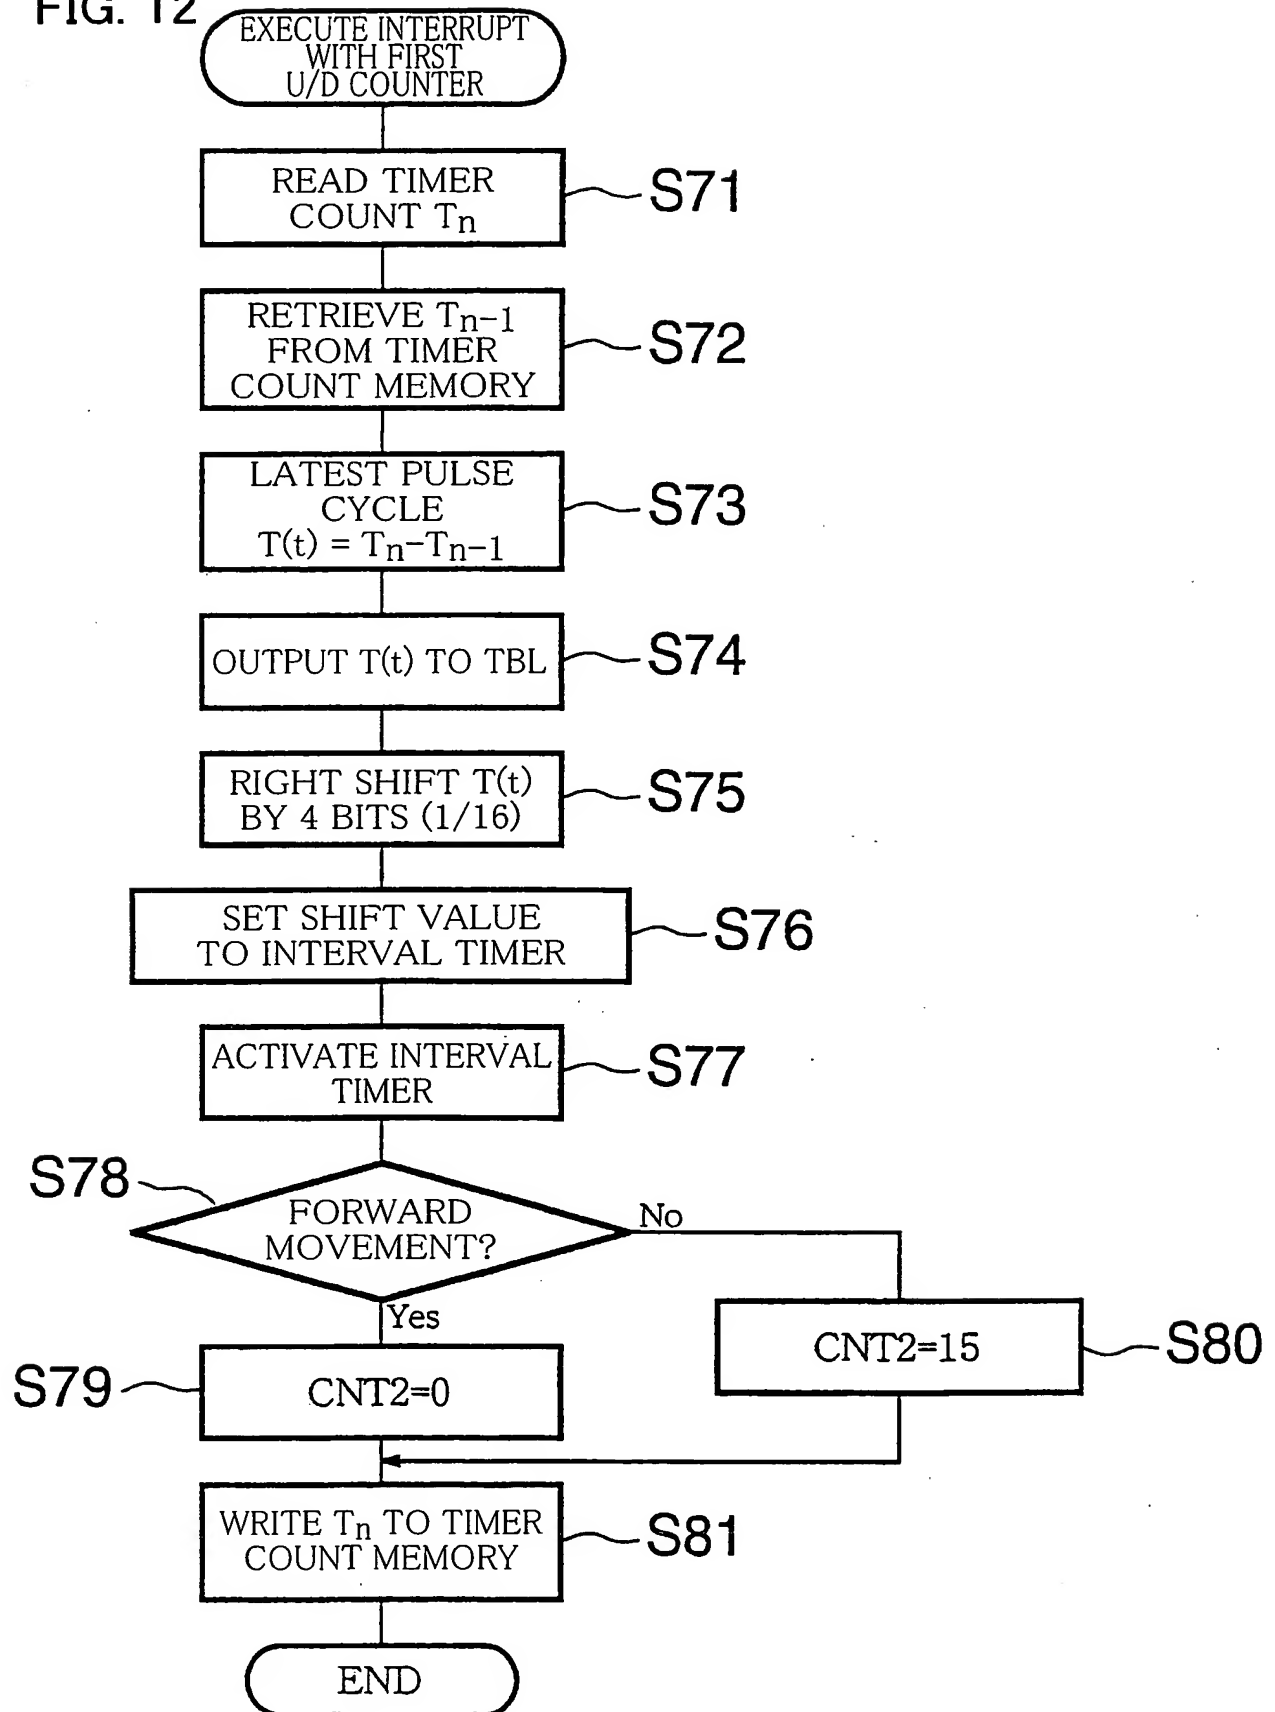 FIG. 12
EXECUTE INTERRUPT
WITH FIRST
U/D COUNTER
READ TIMER
COUNT Tn
S71
RETRIEVE Tn-1
FROM TIMER
COUNT MEMORY
S72
LATEST PULSE
CYCLE
T(t) = Tn-Tn-1
S73
OUTPUT T(t) TO TBL
S74
RIGHT SHIFT T(t)
BY 4 BITS (1/16)
S75
SET SHIFT VALUE
TO INTERVAL TIMER
S76
ACTIVATE INTERVAL
TIMER
S77
S78
FORWARD
MOVEMENT?
No
Yes
S79
CNT2=0
CNT2=15
S80
WRITE Tn TO TIMER
COUNT MEMORY
S81
END